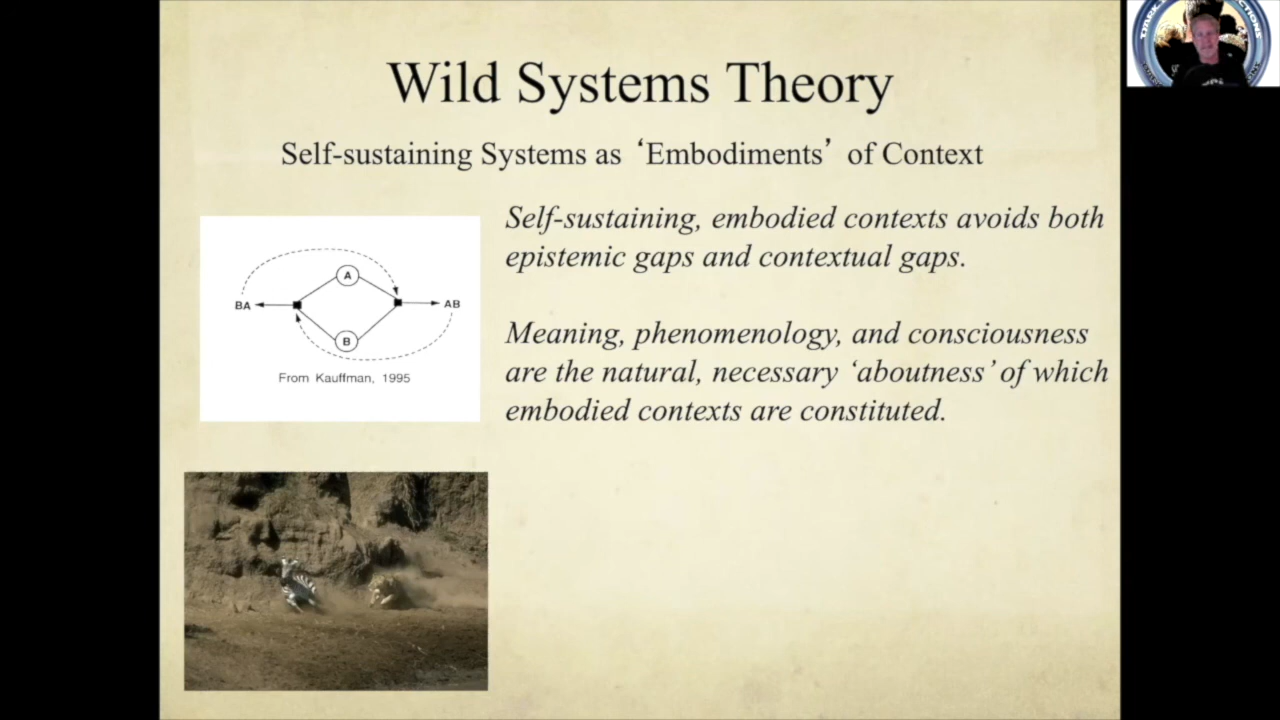 Wild Systems Theory
Self-sustaining Systems as ‘Embodiments’ of Context
Self-sustaining, embodied contexts avoids both
epistemic gaps and contextual gaps.
Meaning, phenomenology, and consciousness
are the natural, necessary ‘aboutness’ of which
embodied contexts are constituted.
A
BA
AB
B
From Kauffman, 1995